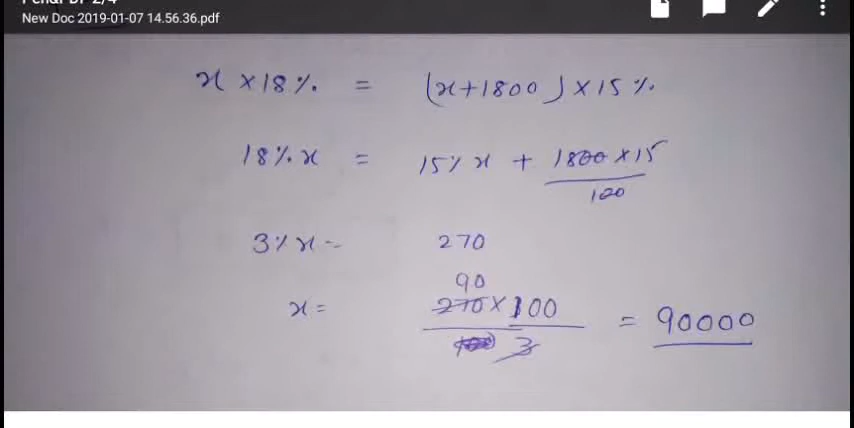 New Doc 2019-01-07 14.56.36.pdf
x × 18 % = (x + 1800) × 15 %
18 % x = 15 % x + 1800 × 15 / 100
3 % x = 270
90
x = 270 × 100 / 3 = 90000